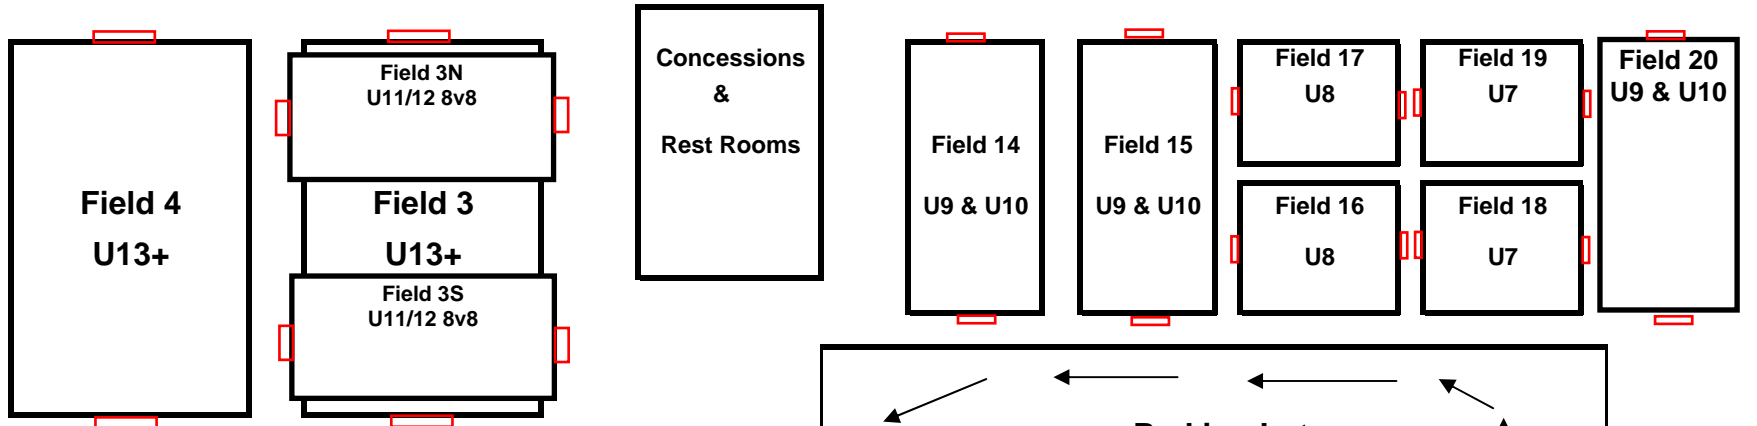 Field 4
U13+
Field 3N
U11/12 8v8
Field 3
U13+
Field 3S
U11/12 8v8
Concessions
&
Rest Rooms
Field 14
U9 & U10
Field 15
U9 & U10
Field 17
U8
Field 16
U8
Field 19
U7
Field 18
U7
Field 20
U9 & U10